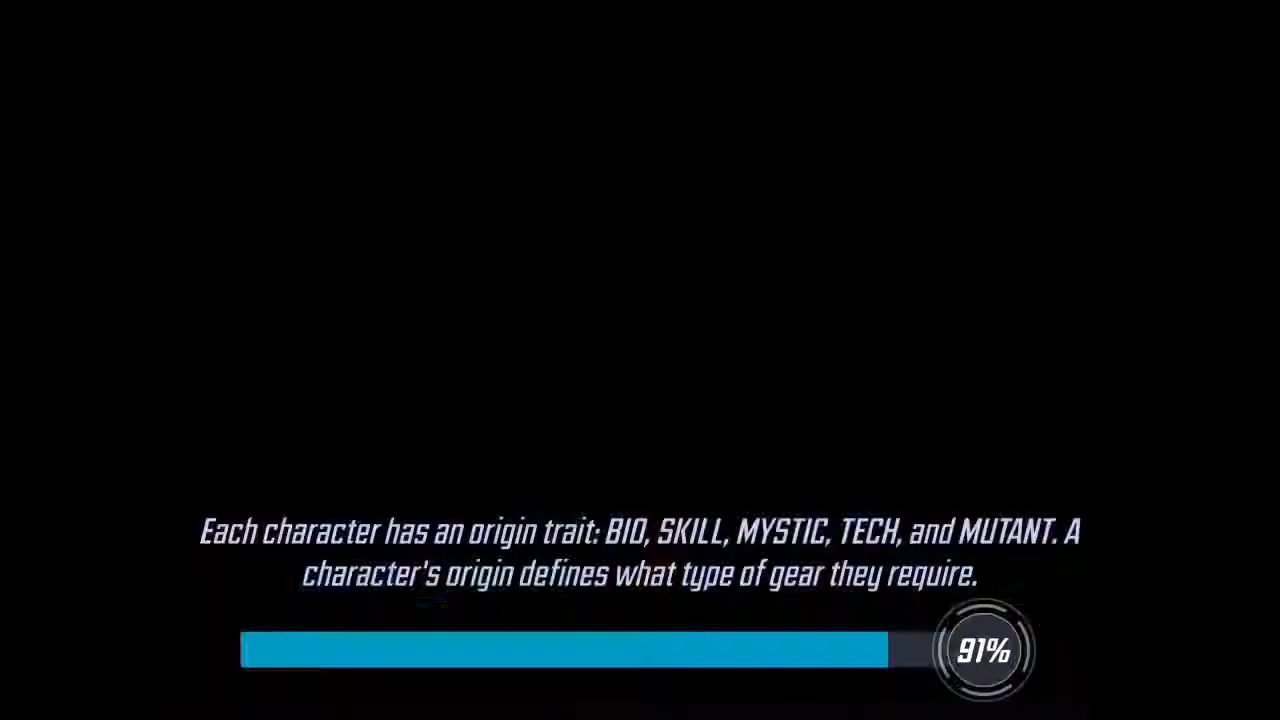 Each character has an origin trait: BIO, SKILL, MYSTIC, TECH, and MUTANT. A
character's origin defines what type of gear they require.
91%